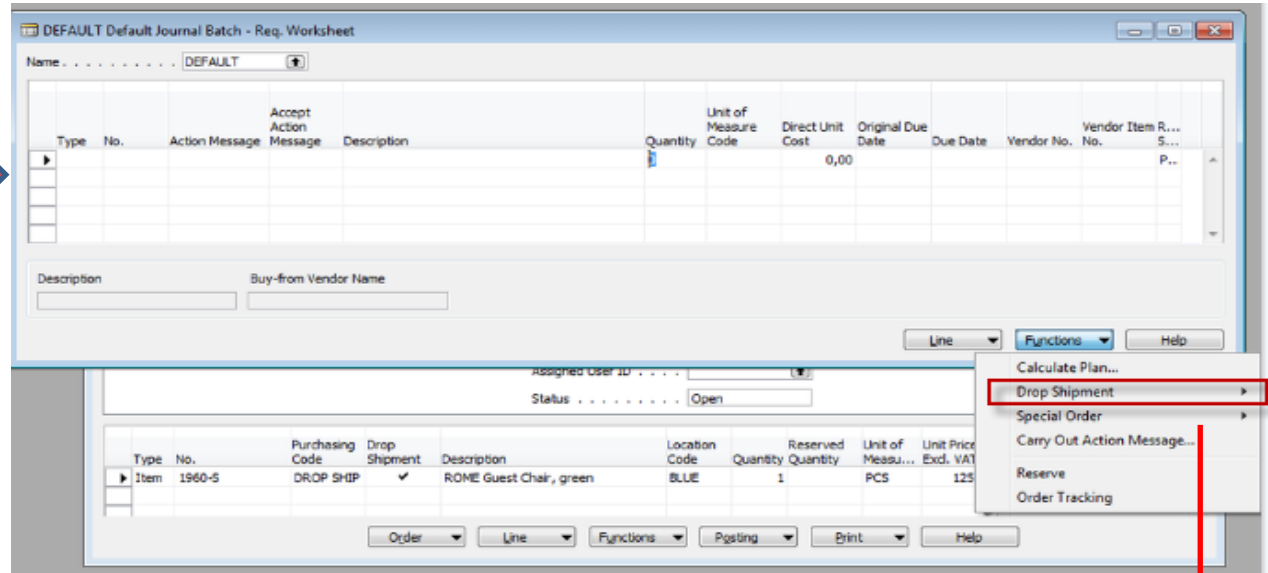 DEFAULT Default Journal Batch - Req. Worksheet
Name . . . . . . . . . . DEFAULT
Type No. Action Message Accept Action Message Description Quantity Unit of Measure Code Direct Unit Cost Original Due Date Due Date Vendor No. Vendor Item No. R... S...
0,00 P...
Description Buy-from Vendor Name
Line Functions Help
Calculate Plan...
Drop Shipment
Special Order
Carry Out Action Message...
Reserve
Order Tracking
Assigned User ID . . . .
Status . . . . . . . . . Open
Type No. Purchasing Code Drop Shipment Description Location Code Quantity Reserved Quantity Unit of Measu... Unit Price Excl. VAT
Item 1960-S DROP SHIP ✔ ROME Guest Chair, green BLUE 1 PCS 125
Order Line Functions Posting Print Help